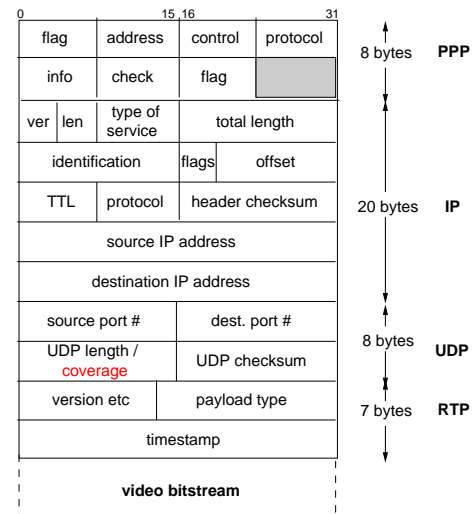 0 15 16 31
flag address control protocol
8 bytes PPP
info check flag
ver len type of service total length
identification flags offset
TTL protocol header checksum
20 bytes IP
source IP address
destination IP address
source port # dest. port #
8 bytes UDP
UDP length / coverage UDP checksum
version etc payload type
7 bytes RTP
timestamp
video bitstream